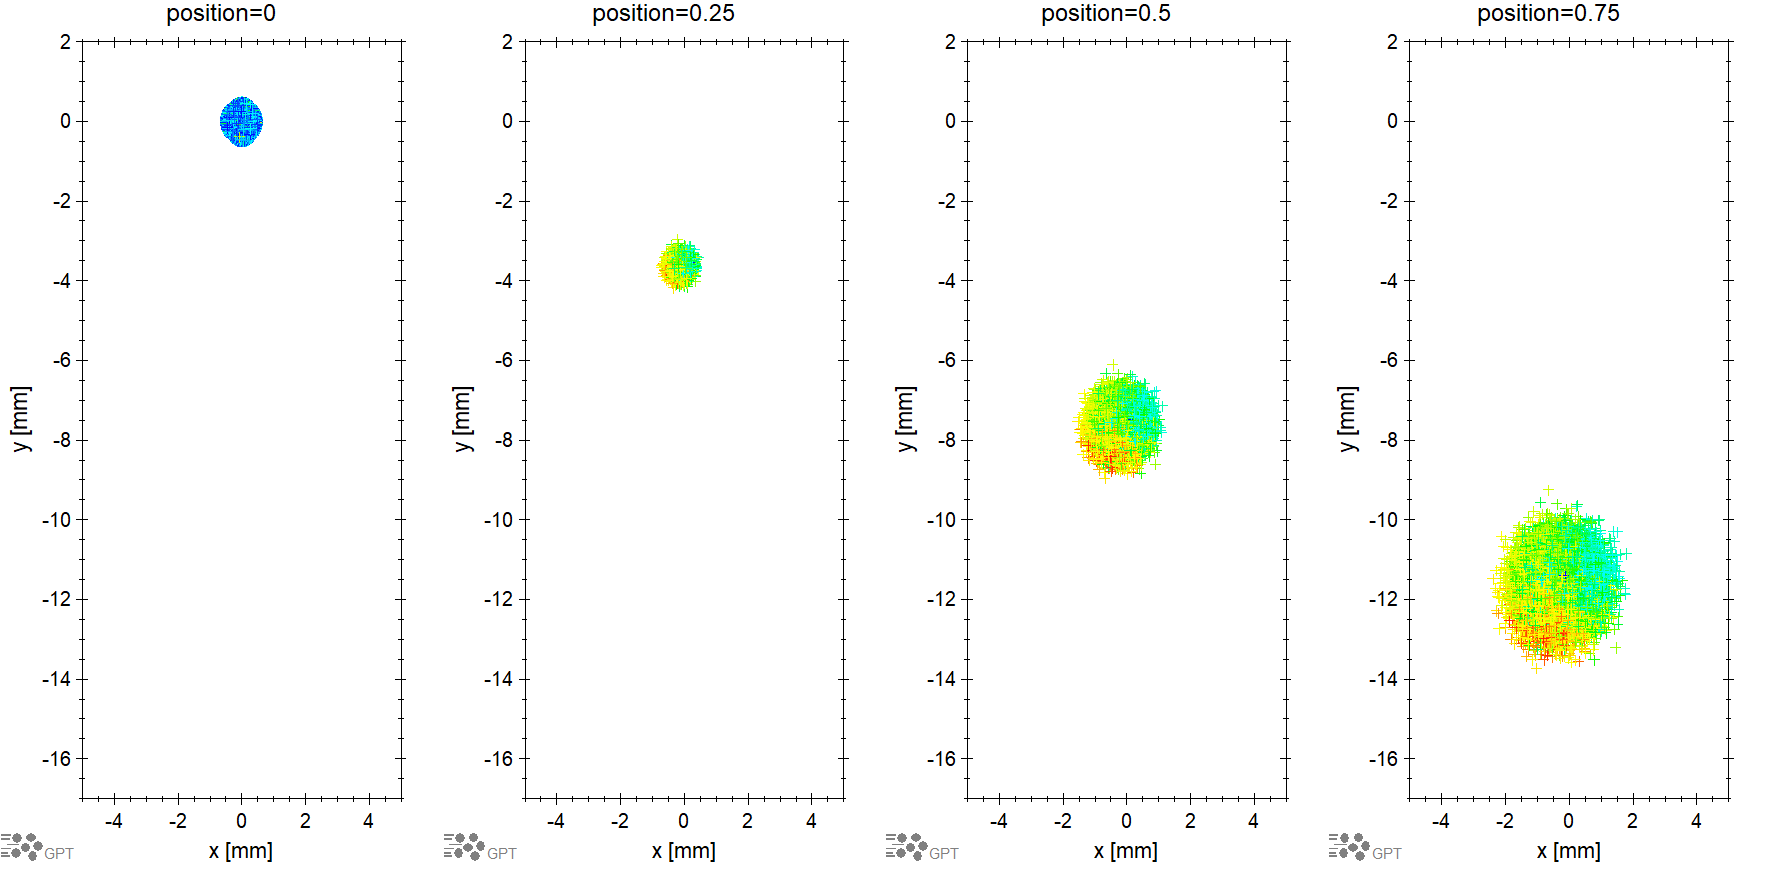 position=0
position=0.25
position=0.5
position=0.75
2
0
-2
-4
-6
-8
-10
-12
-14
-16
y [mm]
-4 -2 0 2 4
x [mm]
GPT
2
0
-2
-4
-6
-8
-10
-12
-14
-16
y [mm]
-4 -2 0 2 4
x [mm]
GPT
2
0
-2
-4
-6
-8
-10
-12
-14
-16
y [mm]
-4 -2 0 2 4
x [mm]
GPT
2
0
-2
-4
-6
-8
-10
-12
-14
-16
y [mm]
-4 -2 0 2 4
x [mm]
GPT